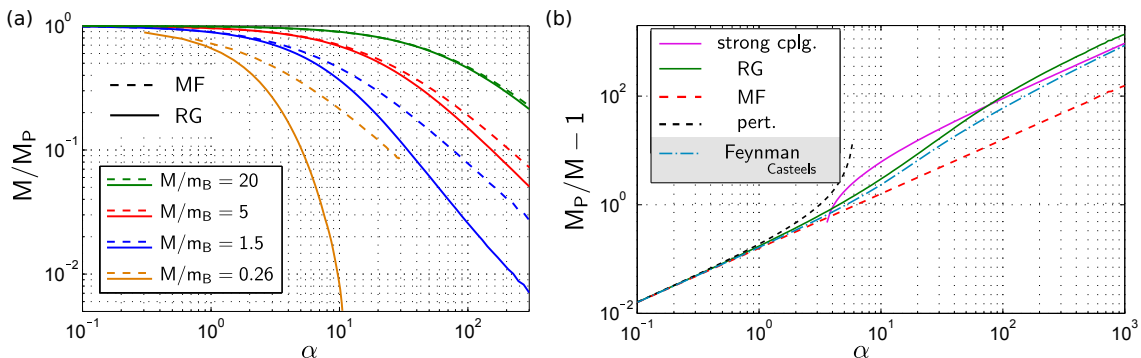 (a)
M/M_P
10^0
10^-1
10^-2
MF
RG
M/m_B = 20
M/m_B = 5
M/m_B = 1.5
M/m_B = 0.26
10^-1 10^0 10^1 10^2
α
(b)
M_P/M − 1
10^2
10^0
10^-2
strong cplg.
RG
MF
pert.
Feynman
Casteels
10^-1 10^0 10^1 10^2 10^3
α